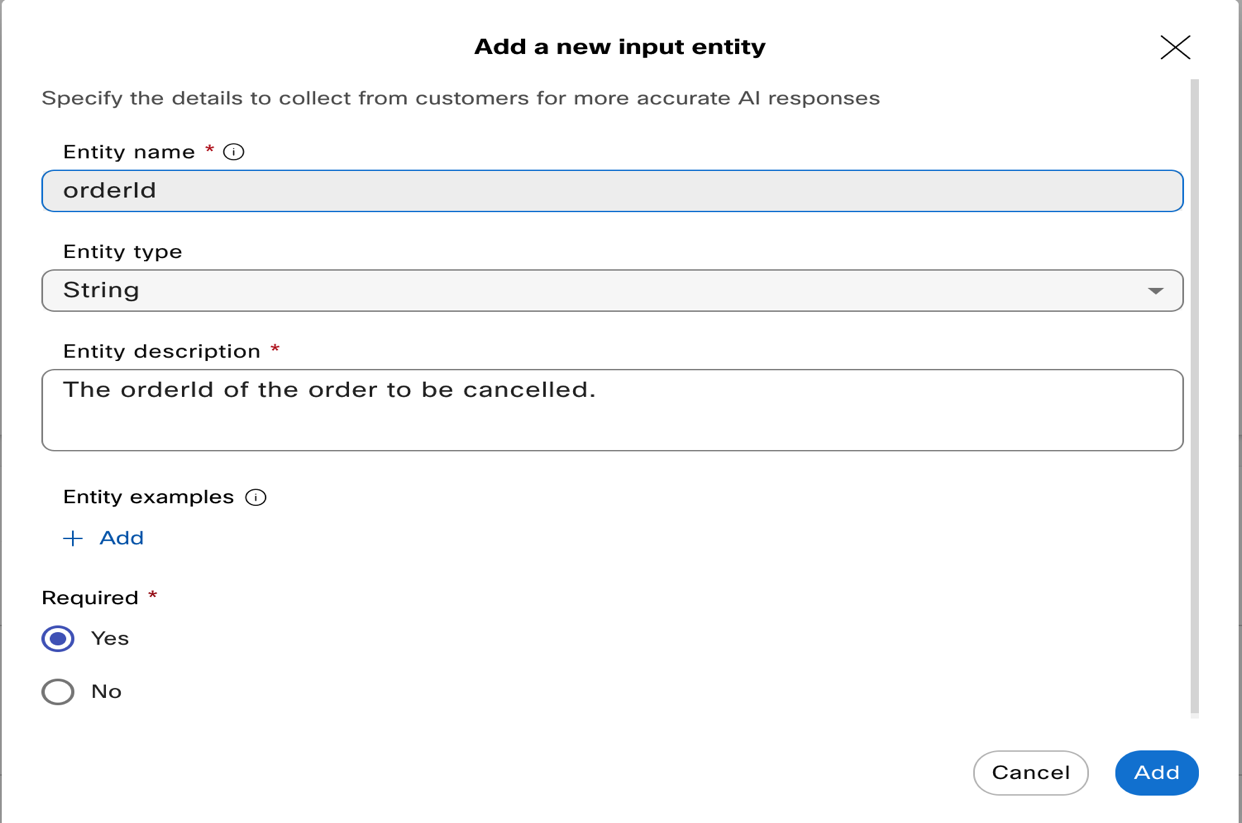 Add a new input entity
Specify the details to collect from customers for more accurate AI responses
Entity name *
orderId
Entity type
String
Entity description *
The orderId of the order to be cancelled.
Entity examples
+ Add
Required *
Yes
No
Cancel Add